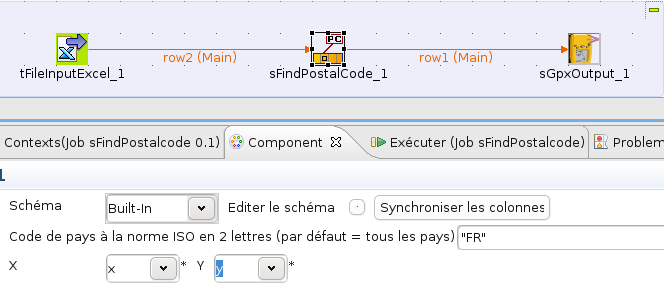 PC
row2 (Main)
row1 (Main)
tFileInputExcel_1
sFindPostalCode_1
sGpxOutput_1
Contexts(Job sFindPostalcode 0.1)
Component
Exécuter (Job sFindPostalcode)
Problem
1
Schéma
Built-In
Editer le schéma
Synchroniser les colonnes
Code de pays à la norme ISO en 2 lettres (par défaut = tous les pays)
"FR"
X
x
*
Y
y
*